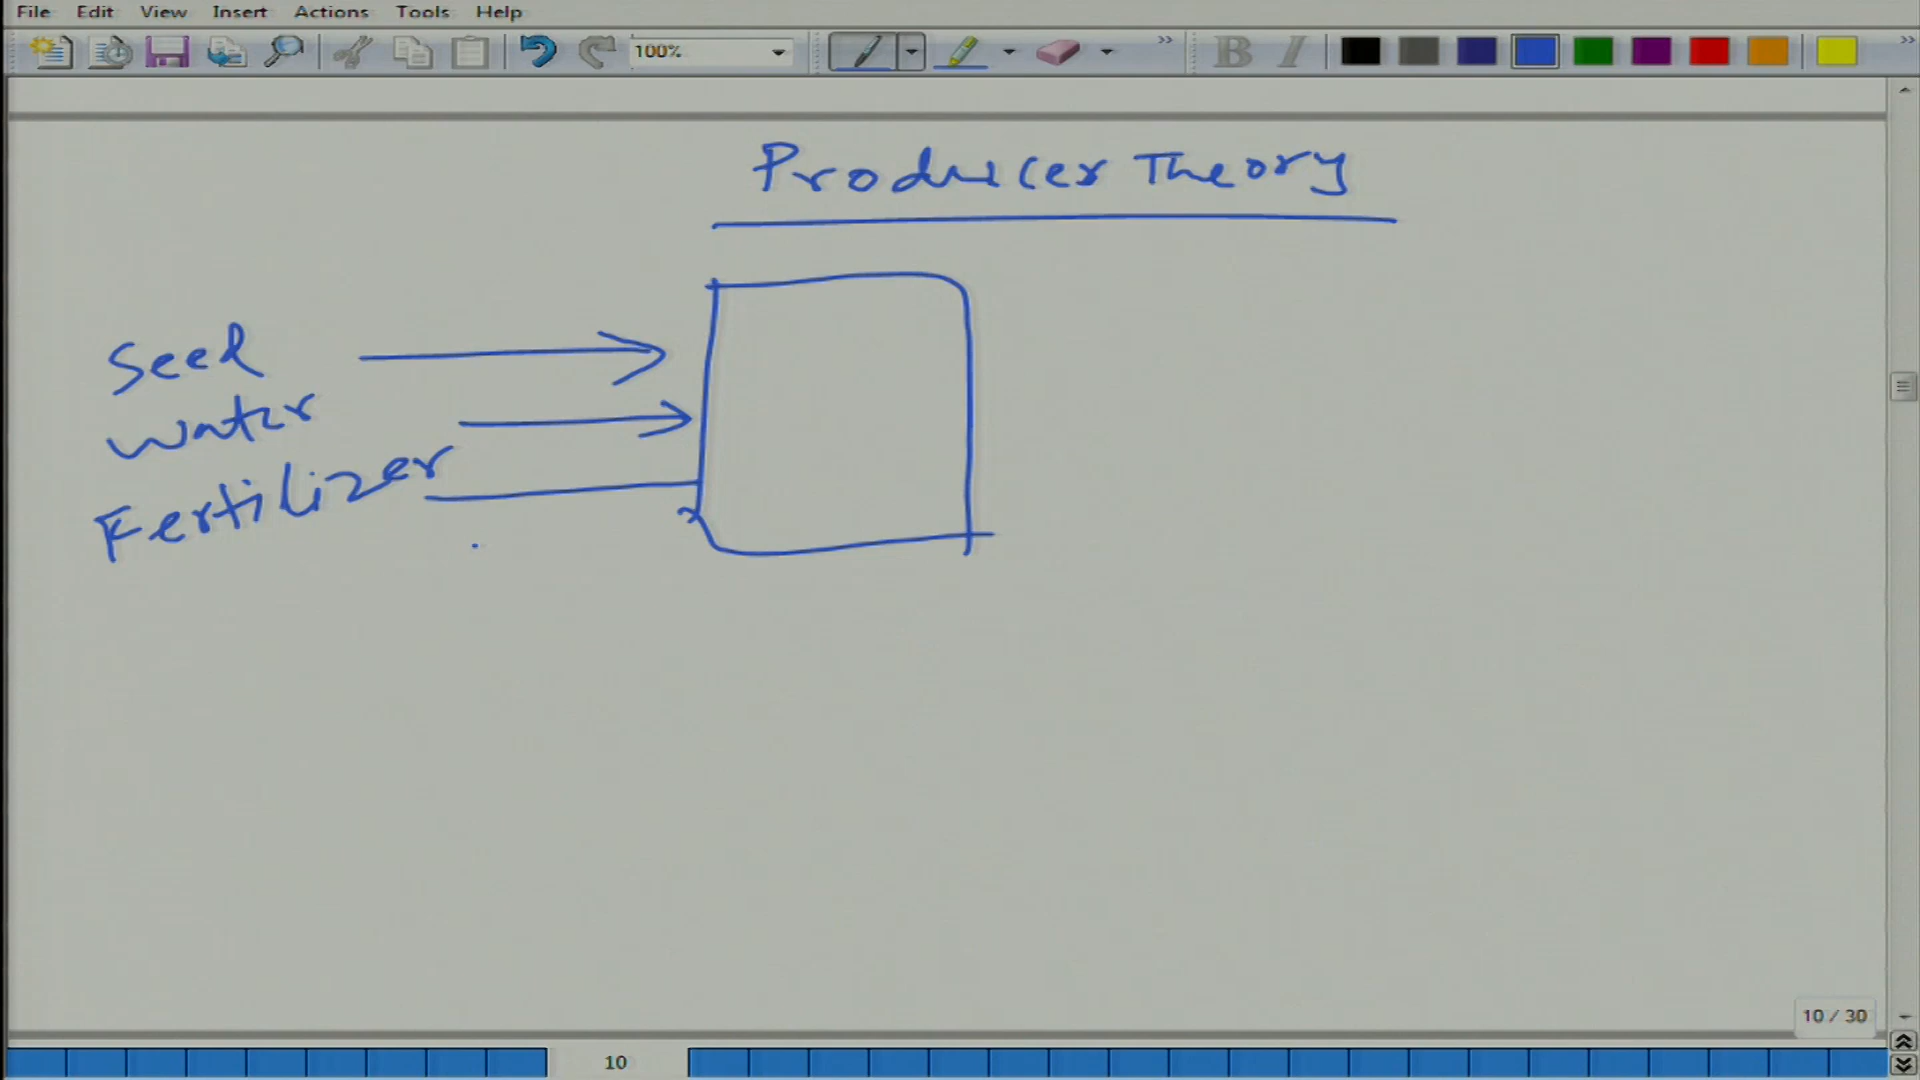 File Edit View Insert Actions Tools Help
100%
B I
Producer Theory
Seed
Water
Fertilizer
10 / 30
10